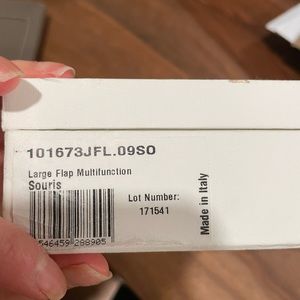 101673JFL.09SO
Large Flap Multifunction
Souris
Lot Number:
171541
Made in Italy
546459 288905